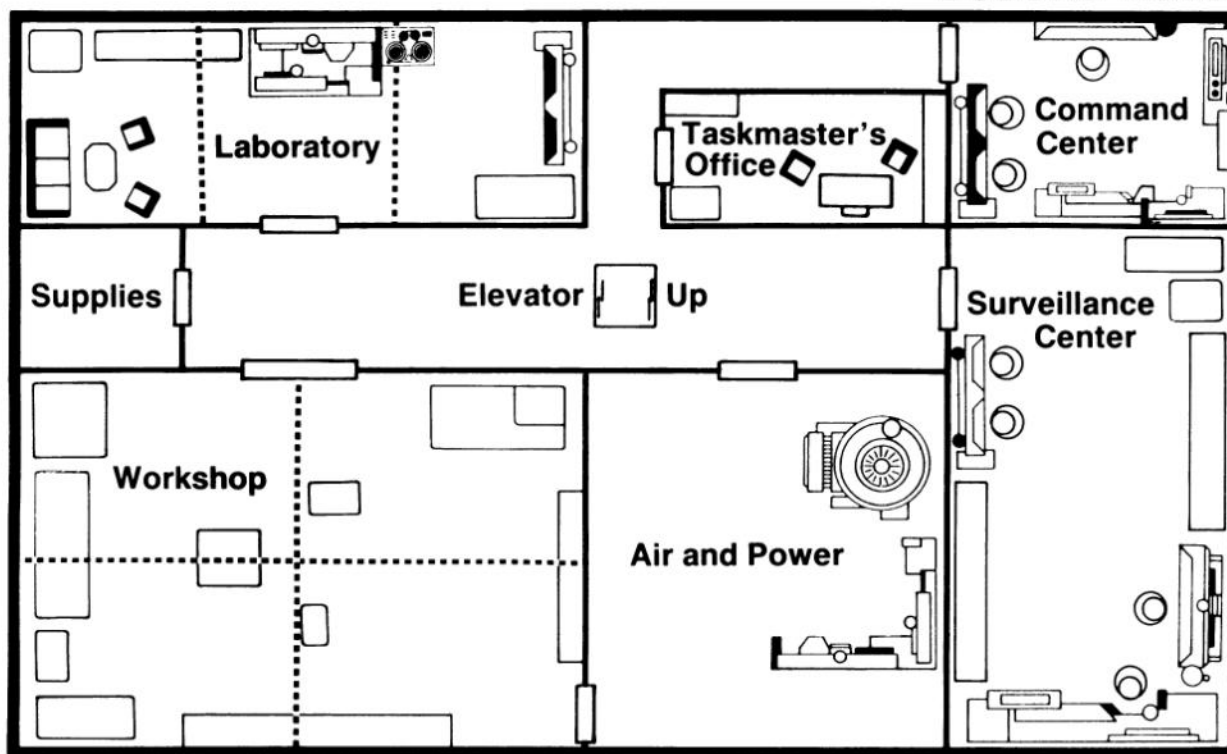 Laboratory
Taskmaster's
Office
Command
Center
Supplies
Elevator
Up
Surveillance
Center
Workshop
Air and Power